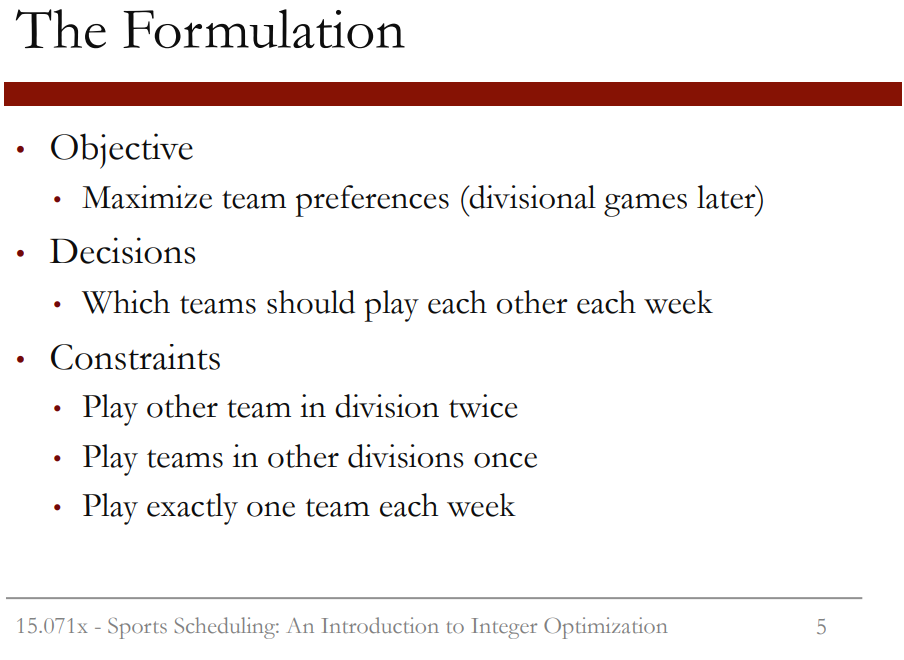 The Formulation
• Objective
• Maximize team preferences (divisional games later)
• Decisions
• Which teams should play each other each week
• Constraints
• Play other team in division twice
• Play teams in other divisions once
• Play exactly one team each week
15.071x - Sports Scheduling: An Introduction to Integer Optimization 5